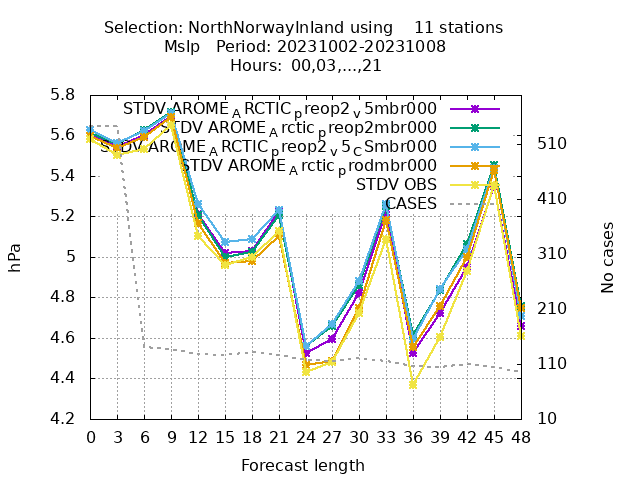 Selection: NorthNorwayInland using    11 stations
Mslp   Period: 20231002-20231008
Hours:  00,03,...,21
5.8
5.6
5.4
5.2
5
4.8
4.6
4.4
4.2
hPa
STDV AROME_ARCTIC_preop2_v5mbr000
STDV AROME_Arctic_preop2mbr000
STDV AROME_ARCTICpreop2_v5_CSmbr000
STDV AROME_Arctic_prodmbr000
STDV OBS
CASES
510
410
310
210
110
10
No cases
0 3 6 9 12 15 18 21 24 27 30 33 36 39 42 45 48
Forecast length